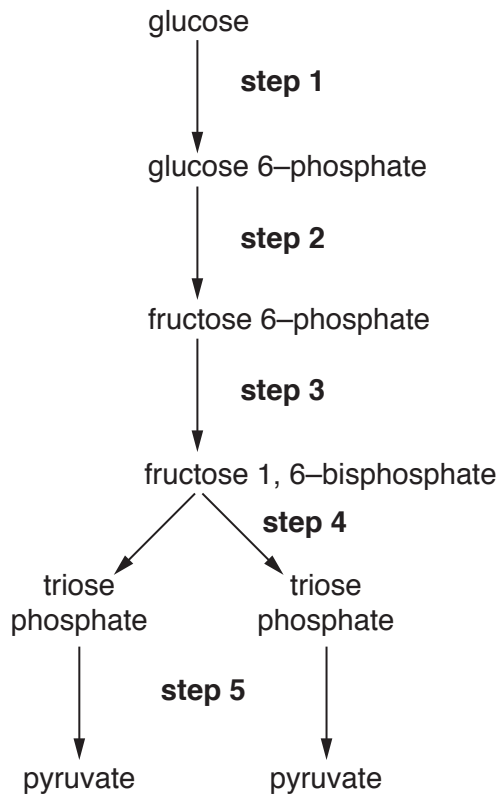 glucose
step 1
glucose 6–phosphate
step 2
fructose 6–phosphate
step 3
fructose 1, 6–bisphosphate
step 4
triose
phosphate
triose
phosphate
step 5
pyruvate
pyruvate